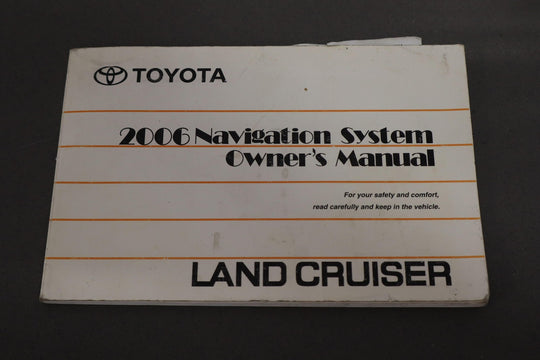 TOYOTA
2006 Navigation System
Owner's Manual
For your safety and comfort,
read carefully and keep in the vehicle.
LAND CRUISER